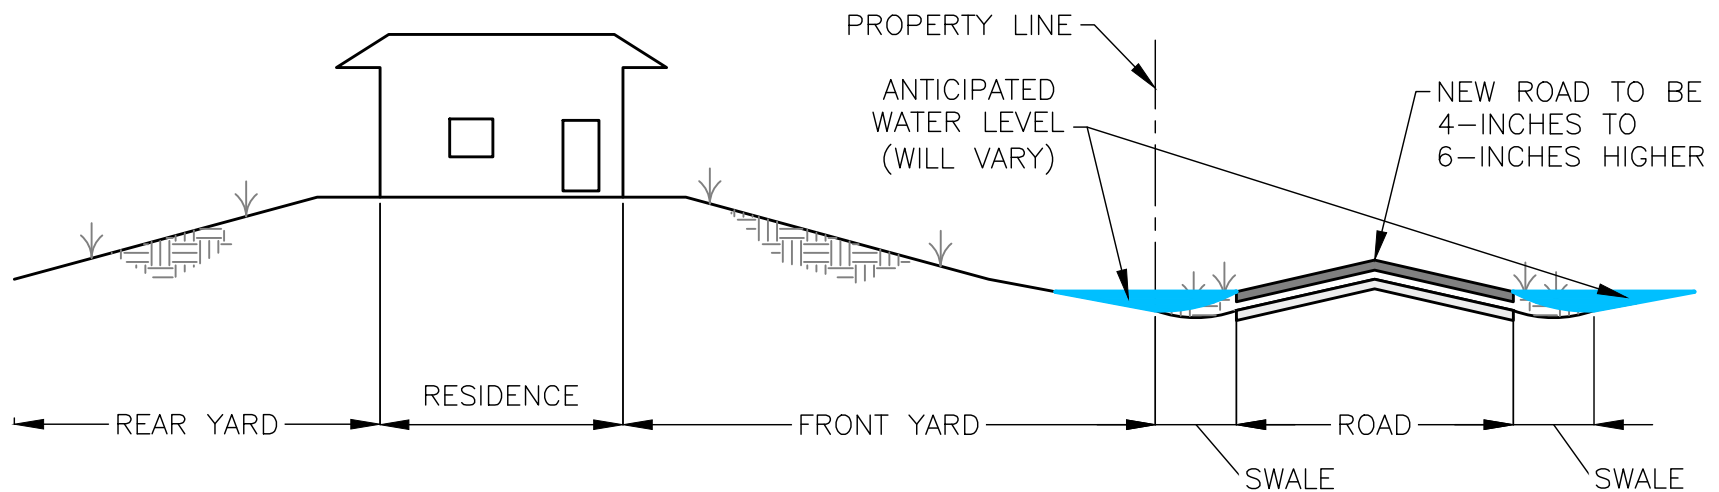 PROPERTY LINE
ANTICIPATED
WATER LEVEL
(WILL VARY)
NEW ROAD TO BE
4-INCHES TO
6-INCHES HIGHER
RESIDENCE
REAR YARD
FRONT YARD
ROAD
SWALE
SWALE